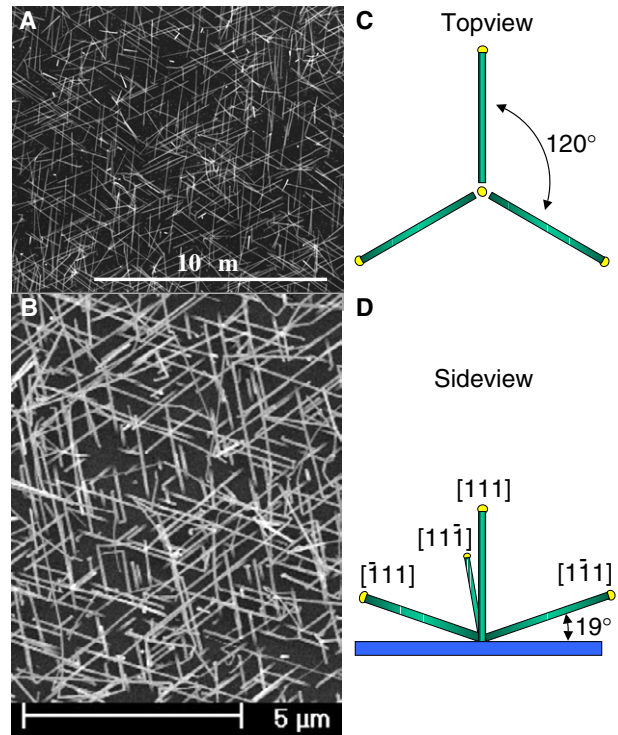 A
10 m
B
5 μm
C
Topview
120°
D
Sideview
[111]
[111̄]
[1̄11]
[11̄1]
19°